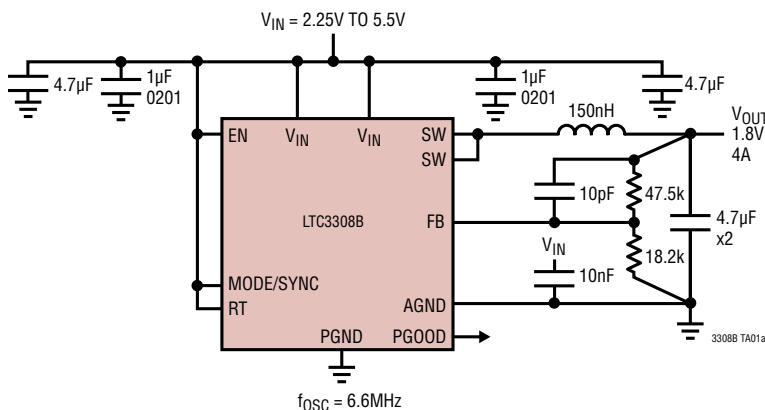 V_IN = 2.25V TO 5.5V
4.7µF
1µF
0201
1µF
0201
4.7µF
EN
V_IN
V_IN
SW
SW
150nH
V_OUT
1.8V
4A
10pF
47.5k
LTC3308B
FB
4.7µF
x2
V_IN
18.2k
10nF
MODE/SYNC
RT
AGND
PGND
PGOOD
3308B TA01a
f_OSC = 6.6MHz